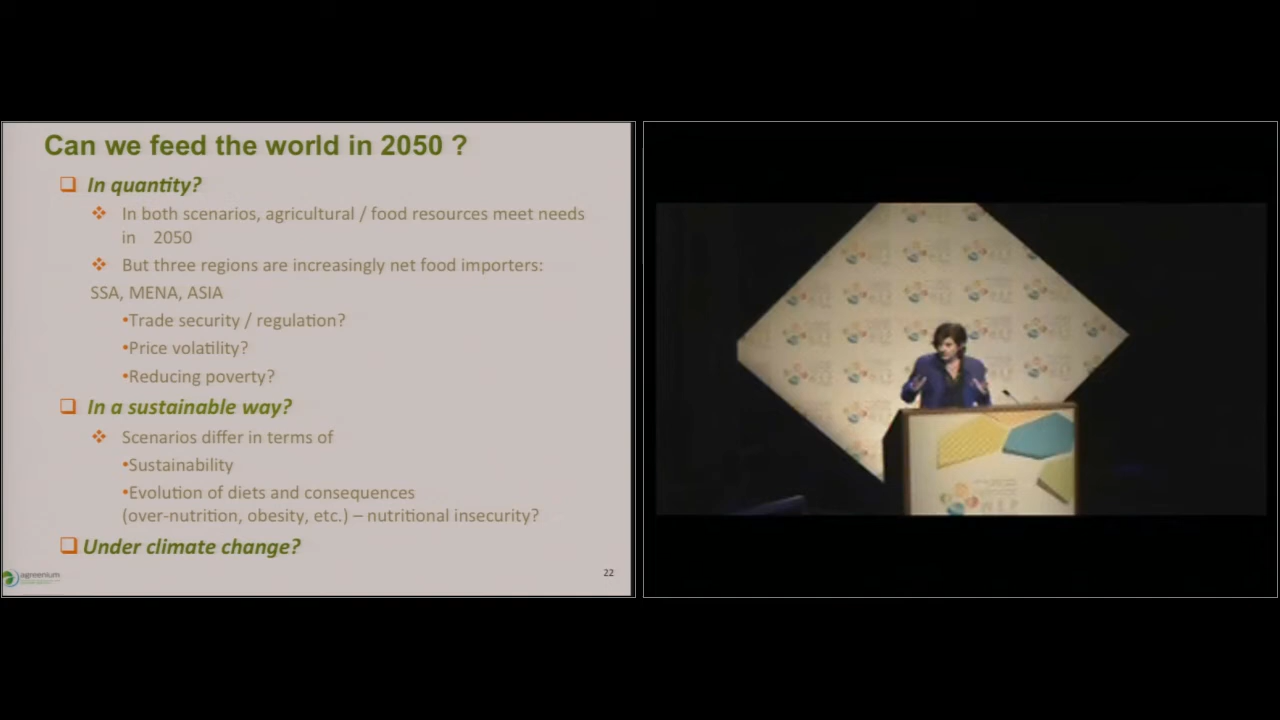 Can we feed the world in 2050 ?
❑ In quantity?
❖ In both scenarios, agricultural / food resources meet needs
in 2050
❖ But three regions are increasingly net food importers:
SSA, MENA, ASIA
•Trade security / regulation?
•Price volatility?
•Reducing poverty?
❑ In a sustainable way?
❖ Scenarios differ in terms of
•Sustainability
•Evolution of diets and consequences
(over-nutrition, obesity, etc.) – nutritional insecurity?
❑ Under climate change?
agreenium
22